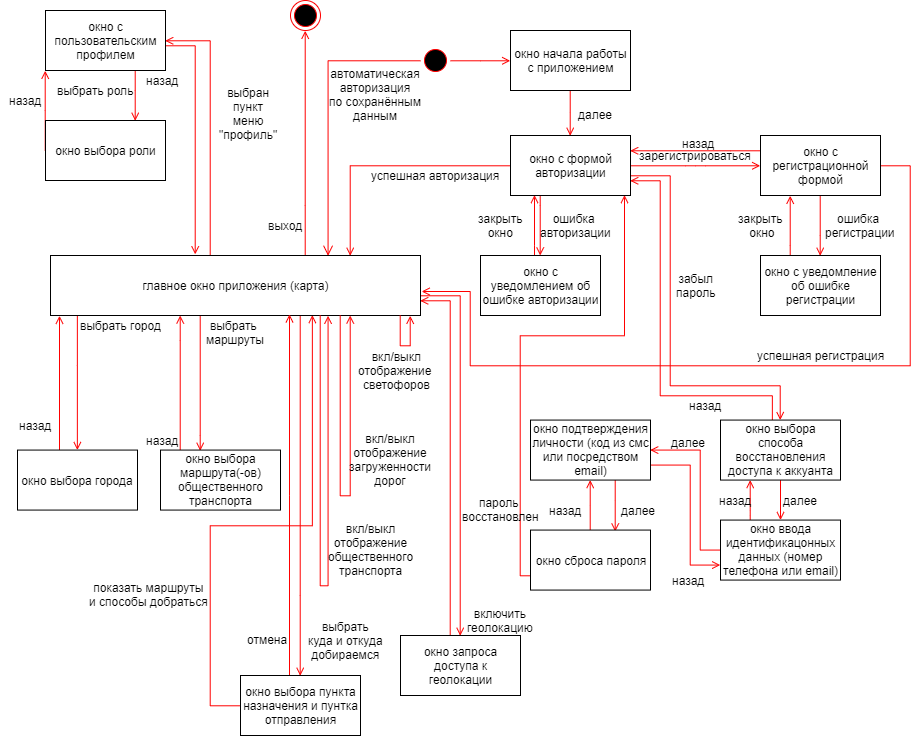 окно с
пользовательским
профилем
назад
выбрать роль
назад
окно выбора роли
выбран
пункт
меню
"профиль"
выход
автоматическая
авторизация
по сохранённым
данным
окно начала работы
с приложением
далее
окно с формой
авторизации
назад
зарегистрироваться
окно с
регистрационной
формой
успешная авторизация
закрыть
окно
ошибка
авторизации
закрыть
окно
ошибка
регистрации
окно с
уведомлением об
ошибке авторизации
забыл
пароль
окно с уведомление
об ошибке
регистрации
главное окно приложения (карта)
выбрать город
выбрать
маршруты
вкл/выкл
отображение
светофоров
успешная регистрация
назад
назад
назад
окно выбора города
окно выбора
маршрута(-ов)
общественного
транспорта
вкл/выкл
отображение
загруженности
дорог
окно подтверждения
личности (код из смс
или посредством
email)
далее
окно выбора
способа
восстановления
доступа к аккуанта
пароль
восстановлен
назад
далее
назад
далее
вкл/выкл
отображение
общественного
транспорта
окно сброса пароля
окно ввода
идентификацонных
данных (номер
телефона или email)
назад
показать маршруты
и способы добраться
отмена
выбрать
куда и откуда
добираемся
включить
геолокацию
окно запроса
доступа к
геолокации
окно выбора пункта
назначения и пунтка
отправления